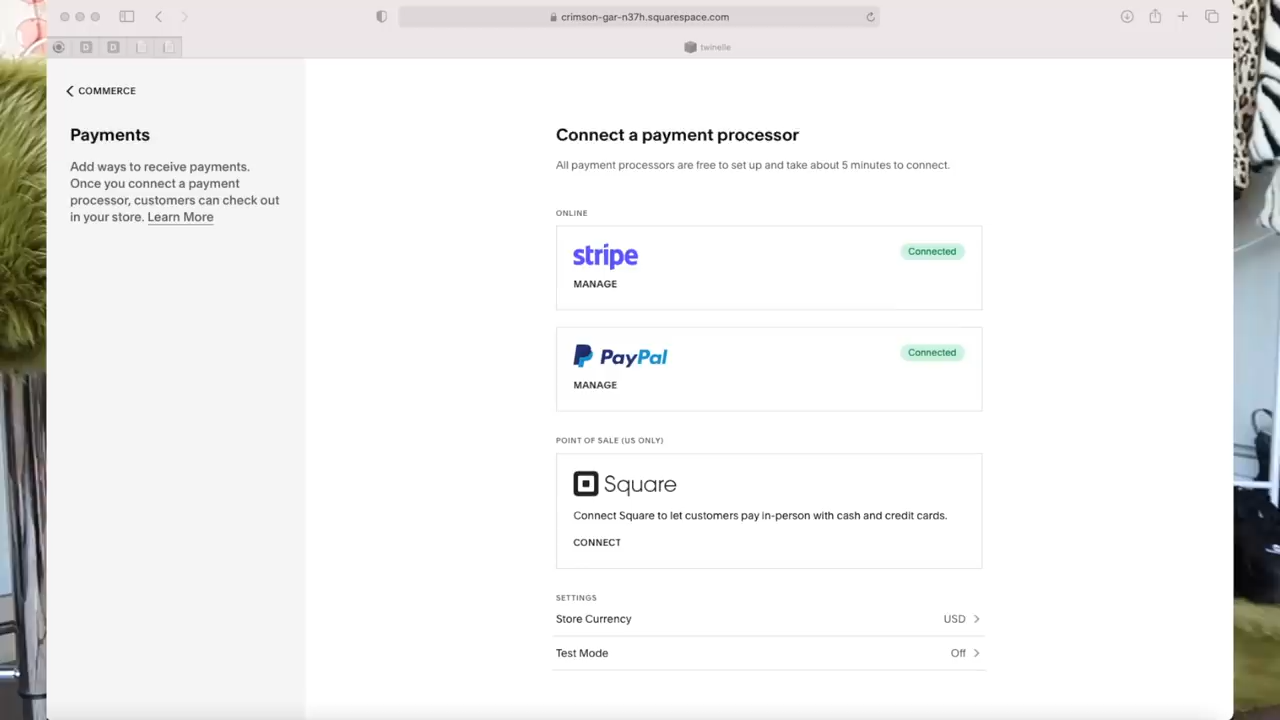 crimson-gar-n37h.squarespace.com
twinelle
COMMERCE
Payments
Add ways to receive payments.
Once you connect a payment
processor, customers can check out
in your store. Learn More
Connect a payment processor
All payment processors are free to set up and take about 5 minutes to connect.
ONLINE
stripe
Connected
MANAGE
PayPal
Connected
MANAGE
POINT OF SALE (US ONLY)
Square
Connect Square to let customers pay in-person with cash and credit cards.
CONNECT
SETTINGS
Store Currency USD
Test Mode Off